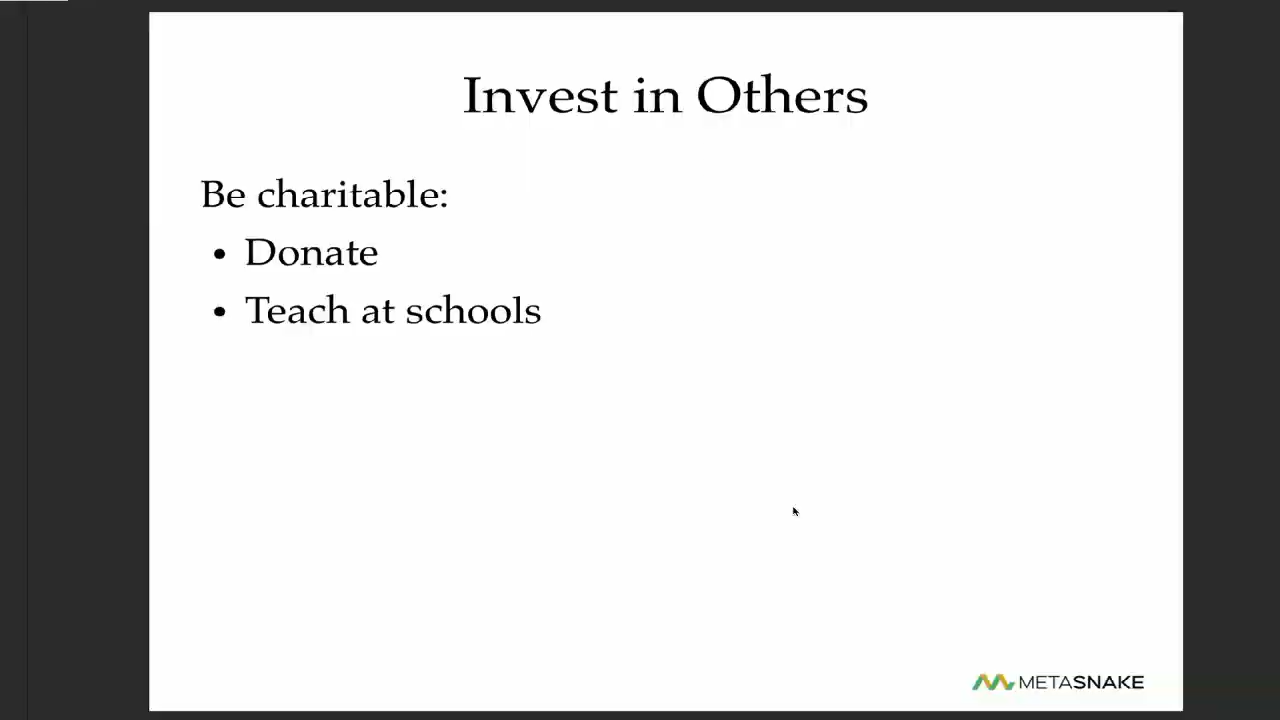 Invest in Others
Be charitable:
• Donate
• Teach at schools
METASNAKE